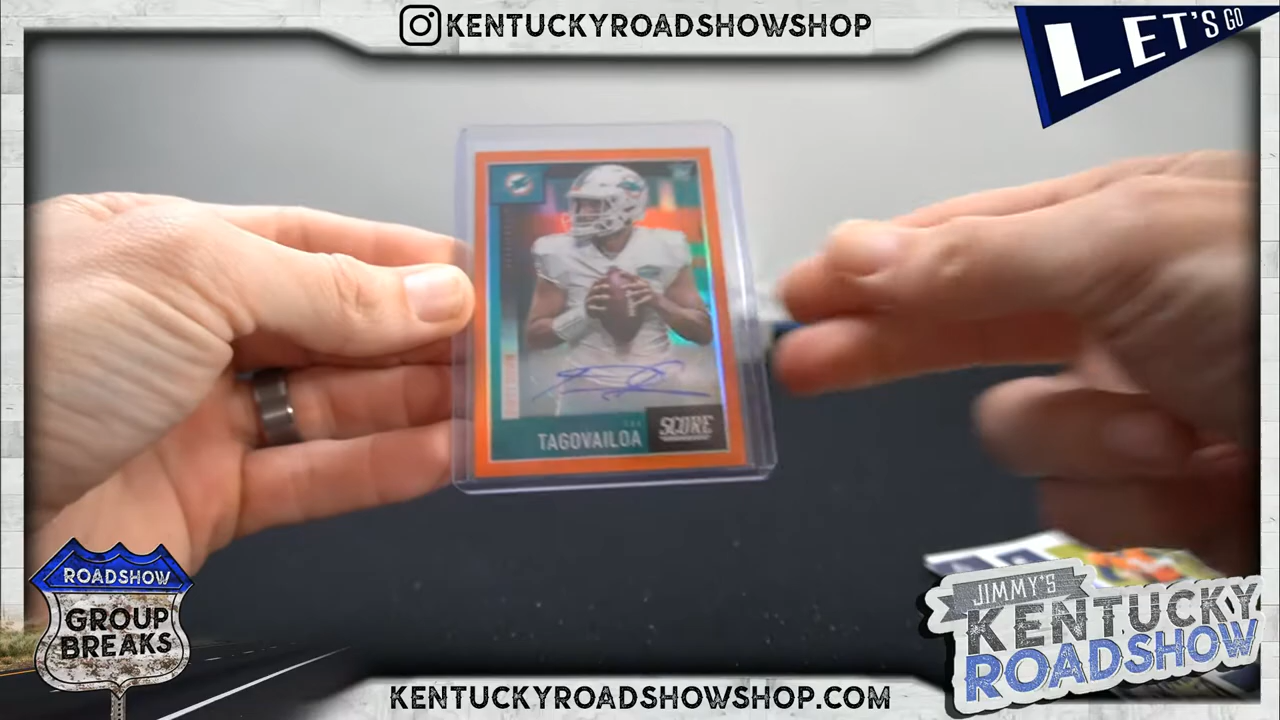 KENTUCKYROADSHOWSHOP
LET'S GO
TAGOVAILOA
SCORE
ROADSHOW
GROUP
BREAKS
JIMMY'S
KENTUCKY
ROADSHOW
KENTUCKYROADSHOWSHOP.COM